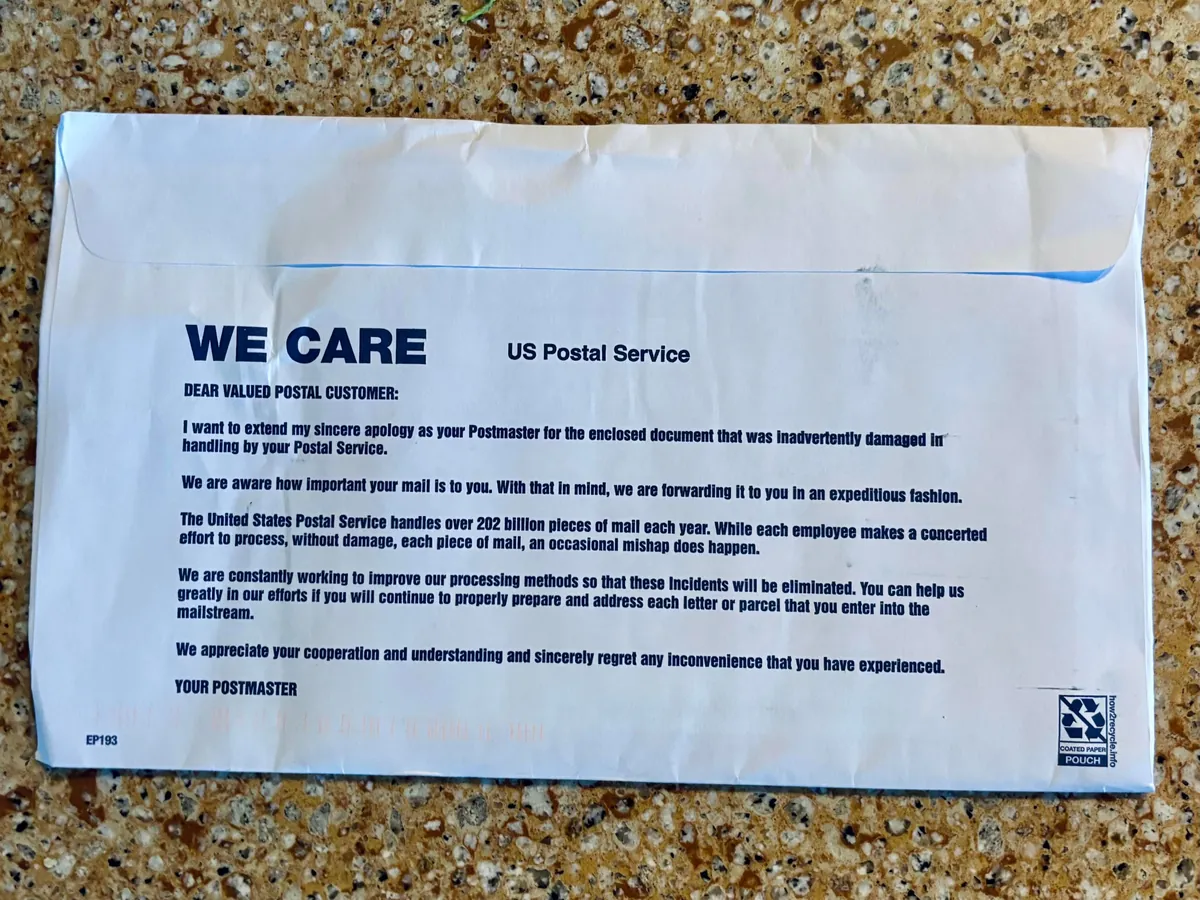 WE CARE US Postal Service
DEAR VALUED POSTAL CUSTOMER:
I want to extend my sincere apology as your Postmaster for the enclosed document that was inadvertently damaged in
handling by your Postal Service.
We are aware how important your mail is to you. With that in mind, we are forwarding it to you in an expeditious fashion.
The United States Postal Service handles over 202 billion pieces of mail each year. While each employee makes a concerted
effort to process, without damage, each piece of mail, an occasional mishap does happen.
We are constantly working to improve our processing methods so that these incidents will be eliminated. You can help us
greatly in our efforts if you will continue to properly prepare and address each letter or parcel that you enter into the
mailstream.
We appreciate your cooperation and understanding and sincerely regret any inconvenience that you have experienced.
YOUR POSTMASTER
EP193
COATED PAPER
POUCH
how2recycle.info